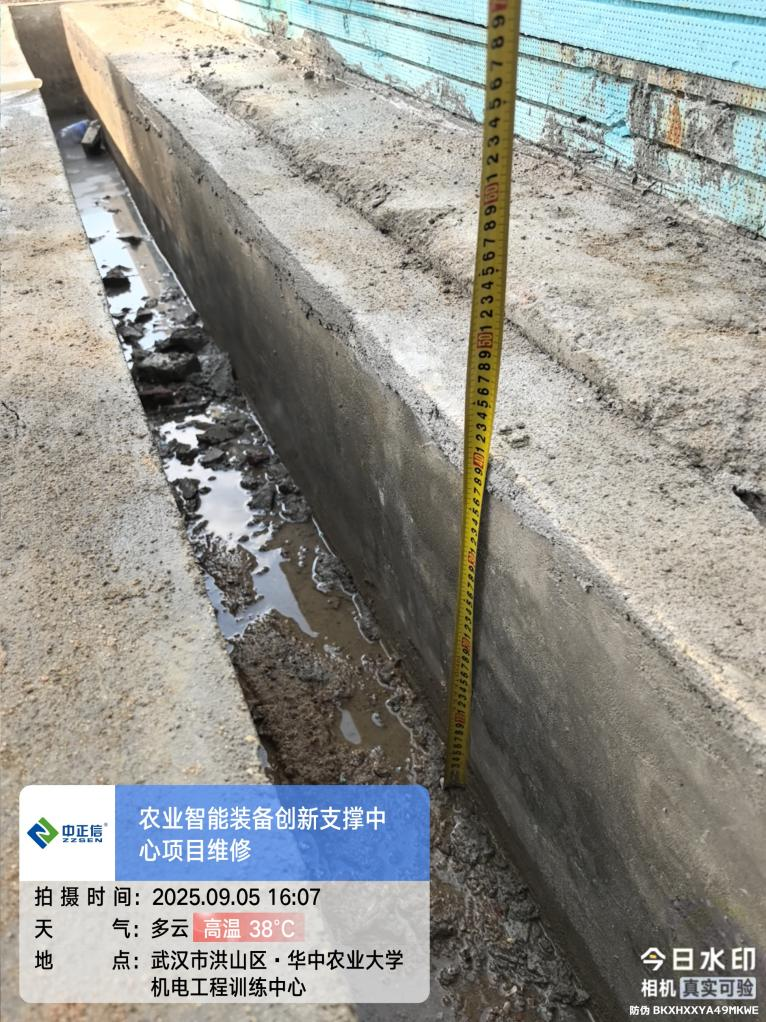 中正信®
ZZSEN
农业智能装备创新支撑中
心项目维修
拍摄时间: 2025.09.05 16:07
天气: 多云 高温 38°C
地点: 武汉市洪山区·华中农业大学
机电工程训练中心
今日水印
相机 真实可验
防伪 BKXHXXYA49MKWE